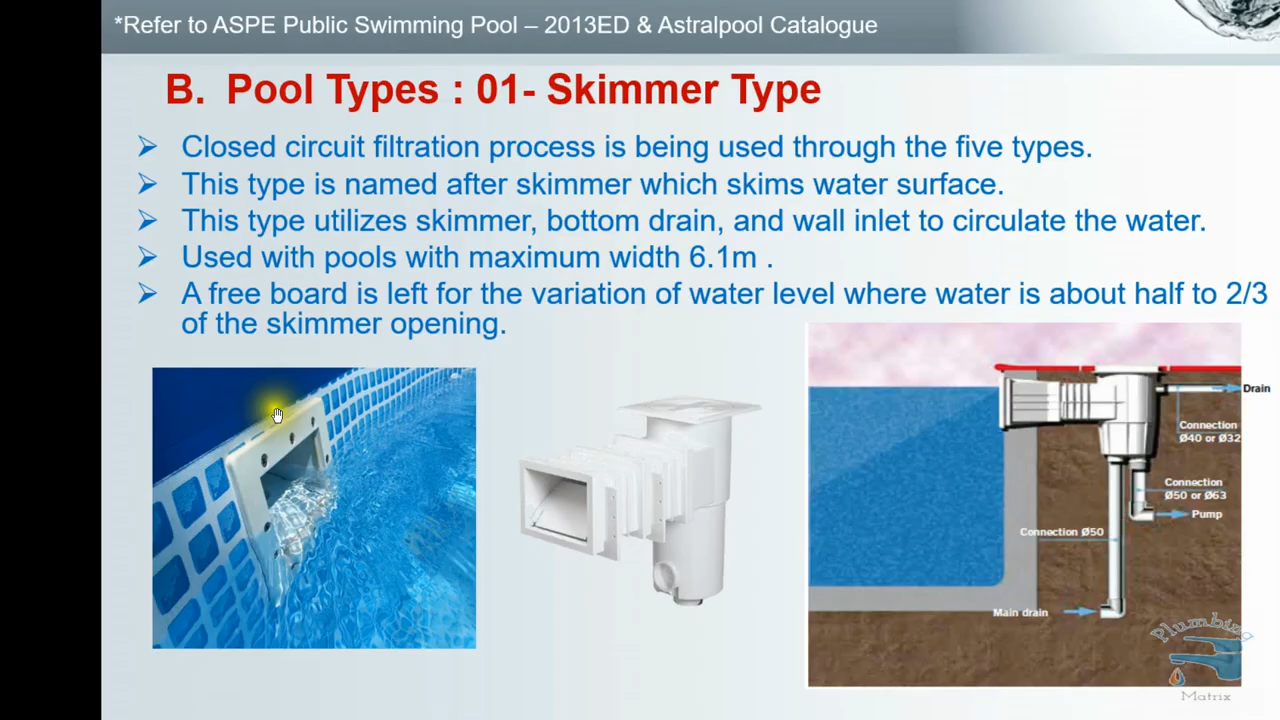 *Refer to ASPE Public Swimming Pool – 2013ED & Astralpool Catalogue
B. Pool Types : 01- Skimmer Type
Closed circuit filtration process is being used through the five types.
This type is named after skimmer which skims water surface.
This type utilizes skimmer, bottom drain, and wall inlet to circulate the water.
Used with pools with maximum width 6.1m .
A free board is left for the variation of water level where water is about half to 2/3
of the skimmer opening.
Drain
Connection
Ø40 or Ø32
Connection
Ø50 or Ø63
Pump
Connection Ø50
Main drain
Plumbing
Matrix